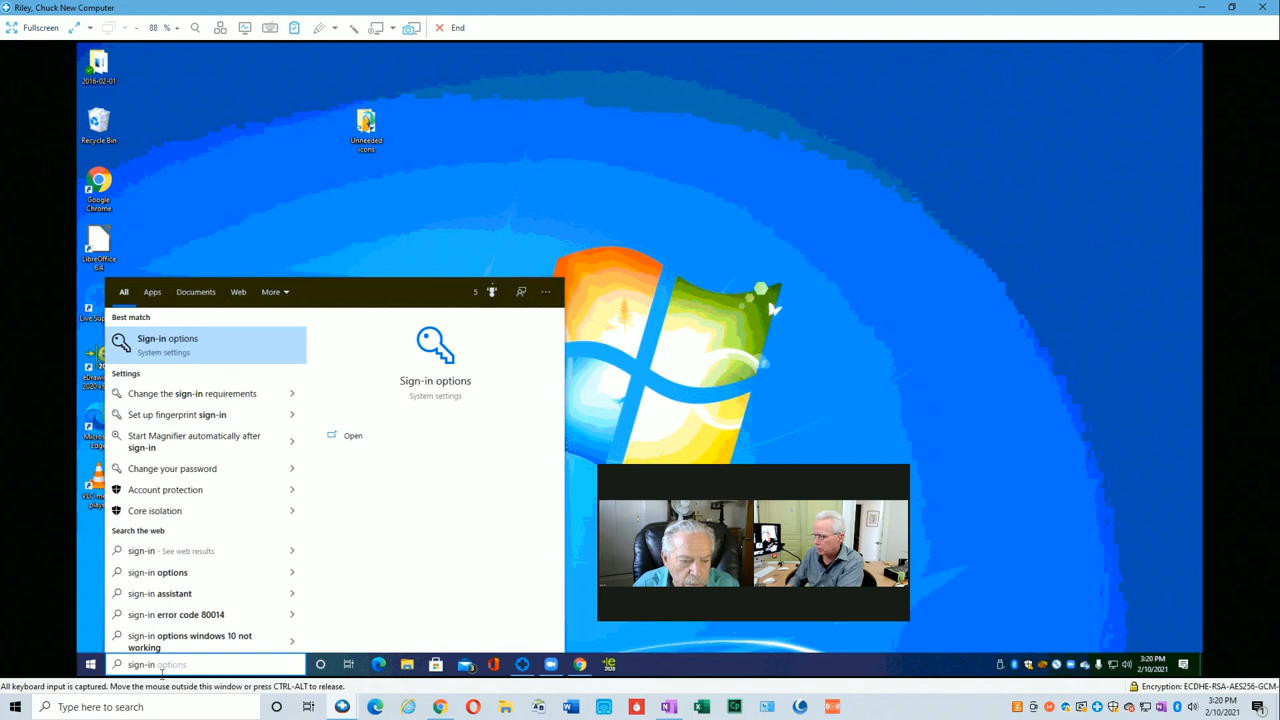 Riley, Chuck New Computer
Fullscreen - 88 % + End
2016-02-01
Recycle Bin
Unneeded
icons
Google
Chrome
LibreOffice
6.4
All Apps Documents Web More 5 ...
Best match
Sign-in options
System settings
Sign-in options
System settings
Open
Settings
Change the sign-in requirements
Set up fingerprint sign-in
Start Magnifier automatically after
sign-in
Change your password
Account protection
Core isolation
Search the web
sign-in - See web results
sign-in options
sign-in assistant
sign-in error code 80014
sign-in options windows 10 not
working
sign-in options
3:20 PM
2/10/2021
All keyboard input is captured. Move the mouse outside this window or press CTRL-ALT to release.
Encryption: ECDHE-RSA-AES256-GCM-
Type here to search
3:20 PM
2/10/2021